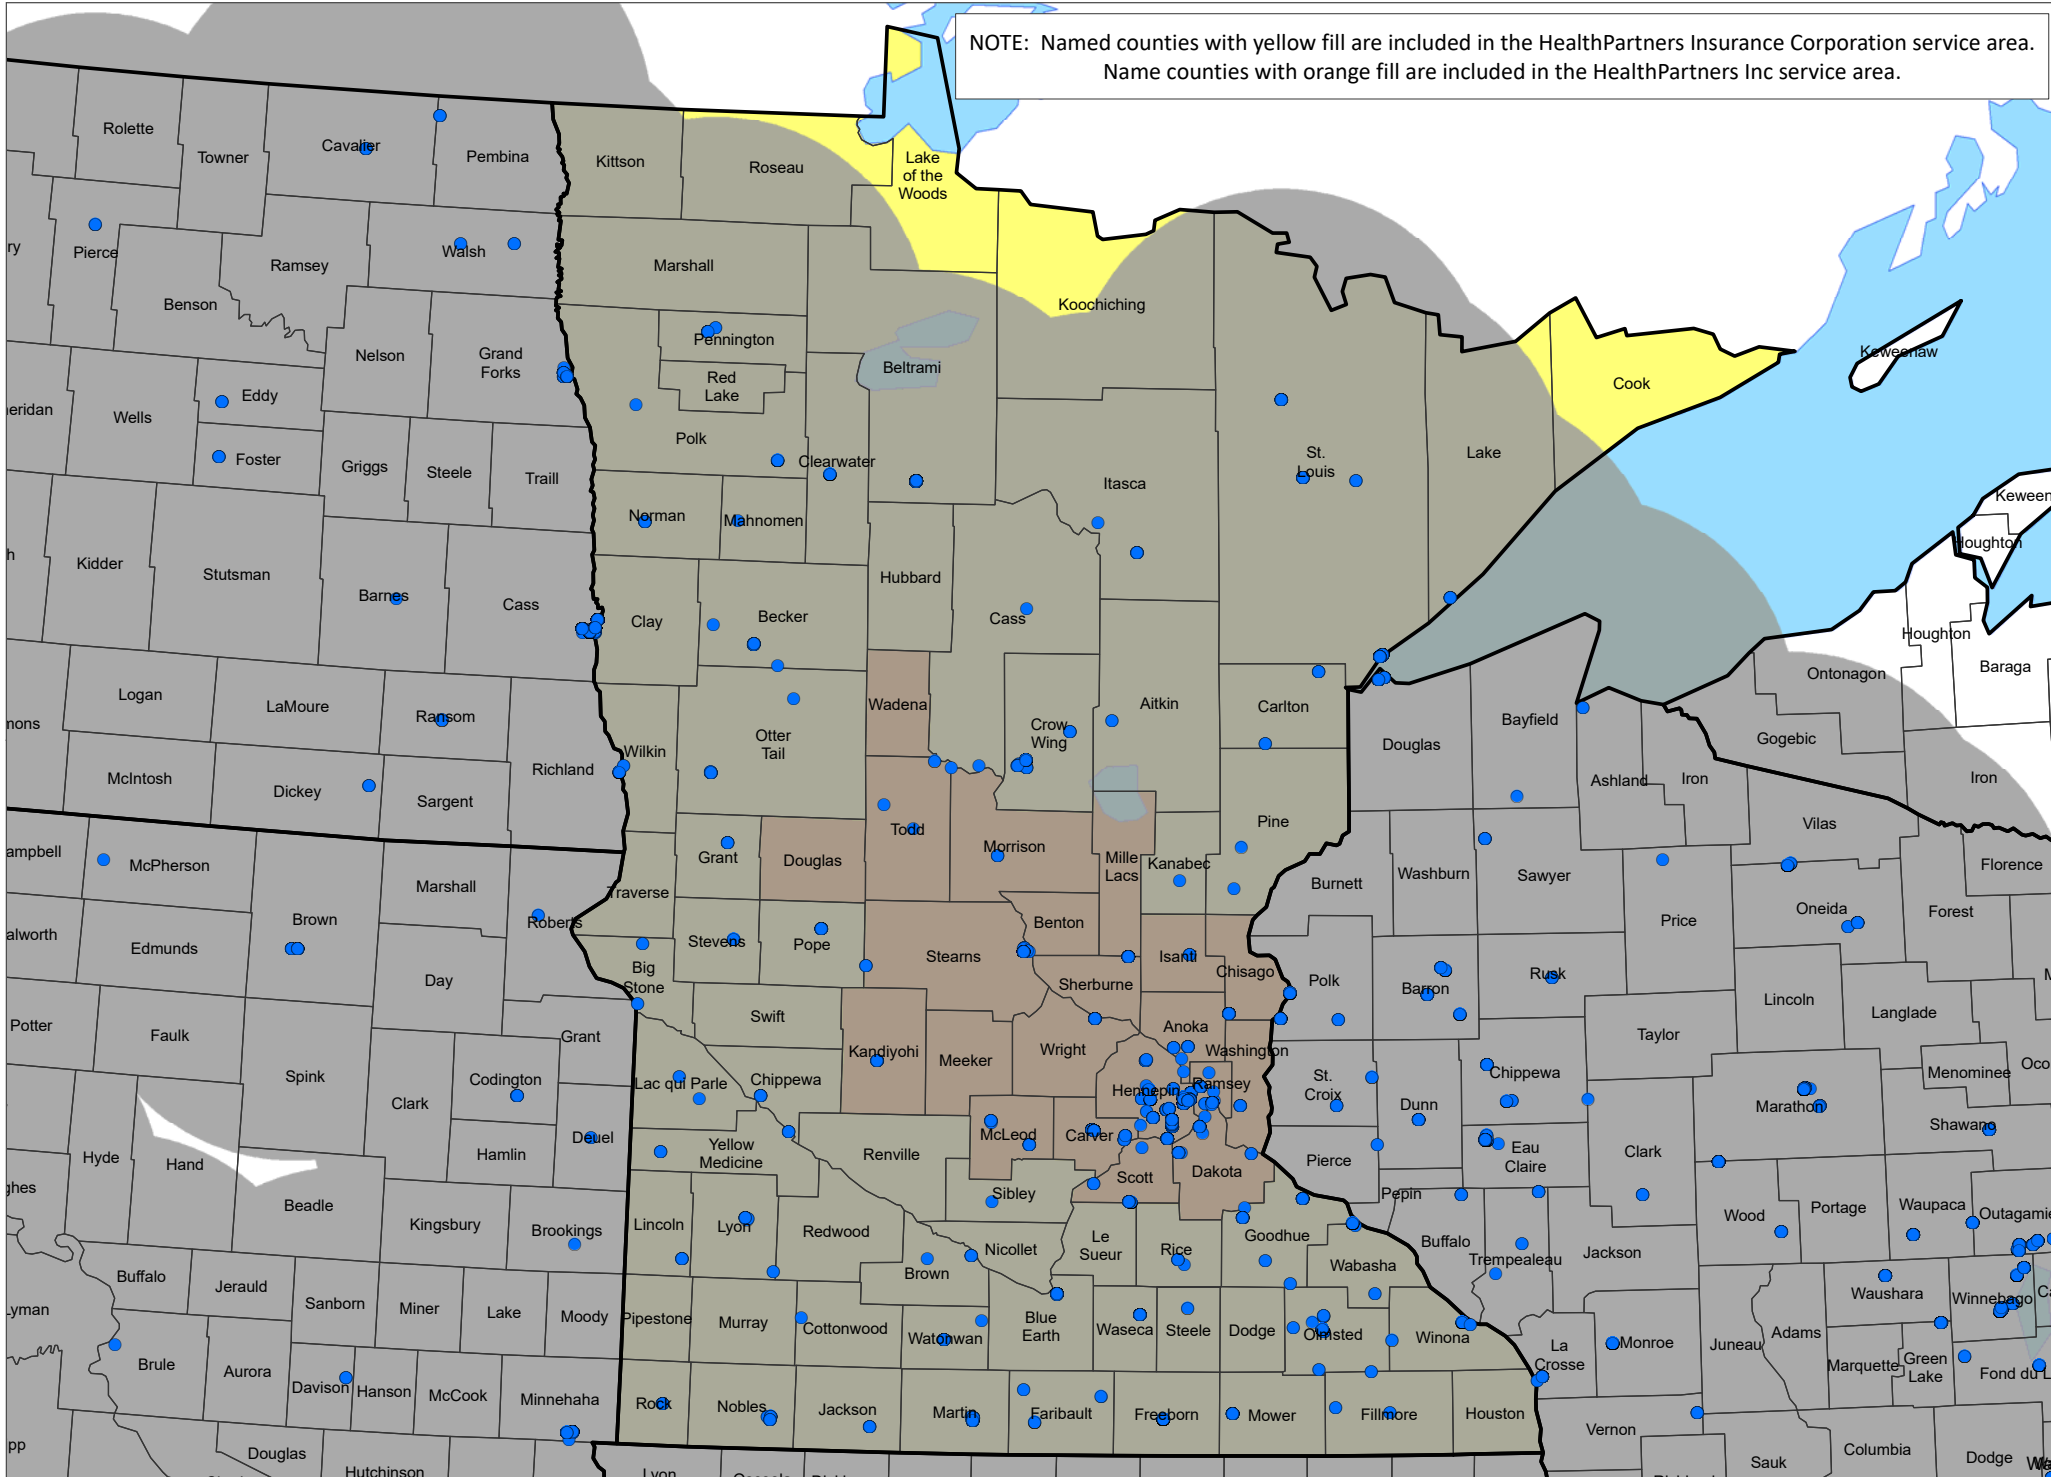 NOTE: Named counties with yellow fill are included in the HealthPartners Insurance Corporation service area.
Name counties with orange fill are included in the HealthPartners Inc service area.
Rolette
Towner
Cavalier
Pembina
Kittson
Roseau
Lake
of the
Woods
Pierce
Ramsey
Walsh
Marshall
Benson
Koochiching
Nelson
Grand
Forks
Pennington
Red
Lake
Beltrami
Keweenaw
Cook
eridan
Wells
Eddy
Foster
Griggs
Steele
Traill
Polk
Clearwater
Itasca
St.
Louis
Lake
Keween
Houghton
Norman
Mahnomen
Kidder
Stutsman
Barnes
Cass
Clay
Becker
Hubbard
Cass
Houghton
Baraga
Ontonagon
Logan
LaMoure
Ransom
Richland
Wilkin
Otter
Tail
Wadena
Crow
Wing
Aitkin
Carlton
Douglas
Bayfield
Gogebic
Iron
mons
McIntosh
Dickey
Sargent
Ashland
Iron
ampbell
McPherson
Marshall
Roberts
Traverse
Grant
Douglas
Todd
Morrison
Mille
Lacs
Kanabec
Pine
Burnett
Washburn
Sawyer
Vilas
Florence
alworth
Edmunds
Brown
Day
Big
Stone
Stevens
Pope
Stearns
Benton
Sherburne
Isanti
Chisago
Polk
Barron
Rusk
Price
Oneida
Forest
Lincoln
Langlade
Potter
Faulk
Spink
Clark
Codington
Grant
Swift
Kandiyohi
Meeker
Wright
Anoka
Washington
Taylor
Menominee
Oco
Lac qui Parle
Chippewa
Hennepin
Ramsey
St.
Croix
Dunn
Chippewa
Marathon
Shawano
Hyde
Hand
Beadle
Hamlin
Deuel
Yellow
Medicine
Renville
McLeod
Carver
Scott
Dakota
Pierce
Eau
Claire
Clark
ghes
Kingsbury
Brookings
Lincoln
Lyon
Redwood
Sibley
Nicollet
Le
Sueur
Rice
Goodhue
Pepin
Buffalo
Trempealeau
Jackson
Wood
Portage
Waupaca
Outagamie
Buffalo
Jerauld
Sanborn
Miner
Lake
Moody
Pipestone
Murray
Cottonwood
Brown
Watonwan
Blue
Earth
Waseca
Steele
Dodge
Olmsted
Wabasha
Winona
La
Crosse
Monroe
Juneau
Adams
Waushara
Winnebago
Ca
Lyman
Brule
Aurora
Davison
Hanson
McCook
Minnehaha
Rock
Nobles
Jackson
Martin
Faribault
Freeborn
Mower
Fillmore
Houston
Vernon
Marquette
Green
Lake
Fond du L
Douglas
Hutchinson
Lyon
Sauk
Columbia
Dodge